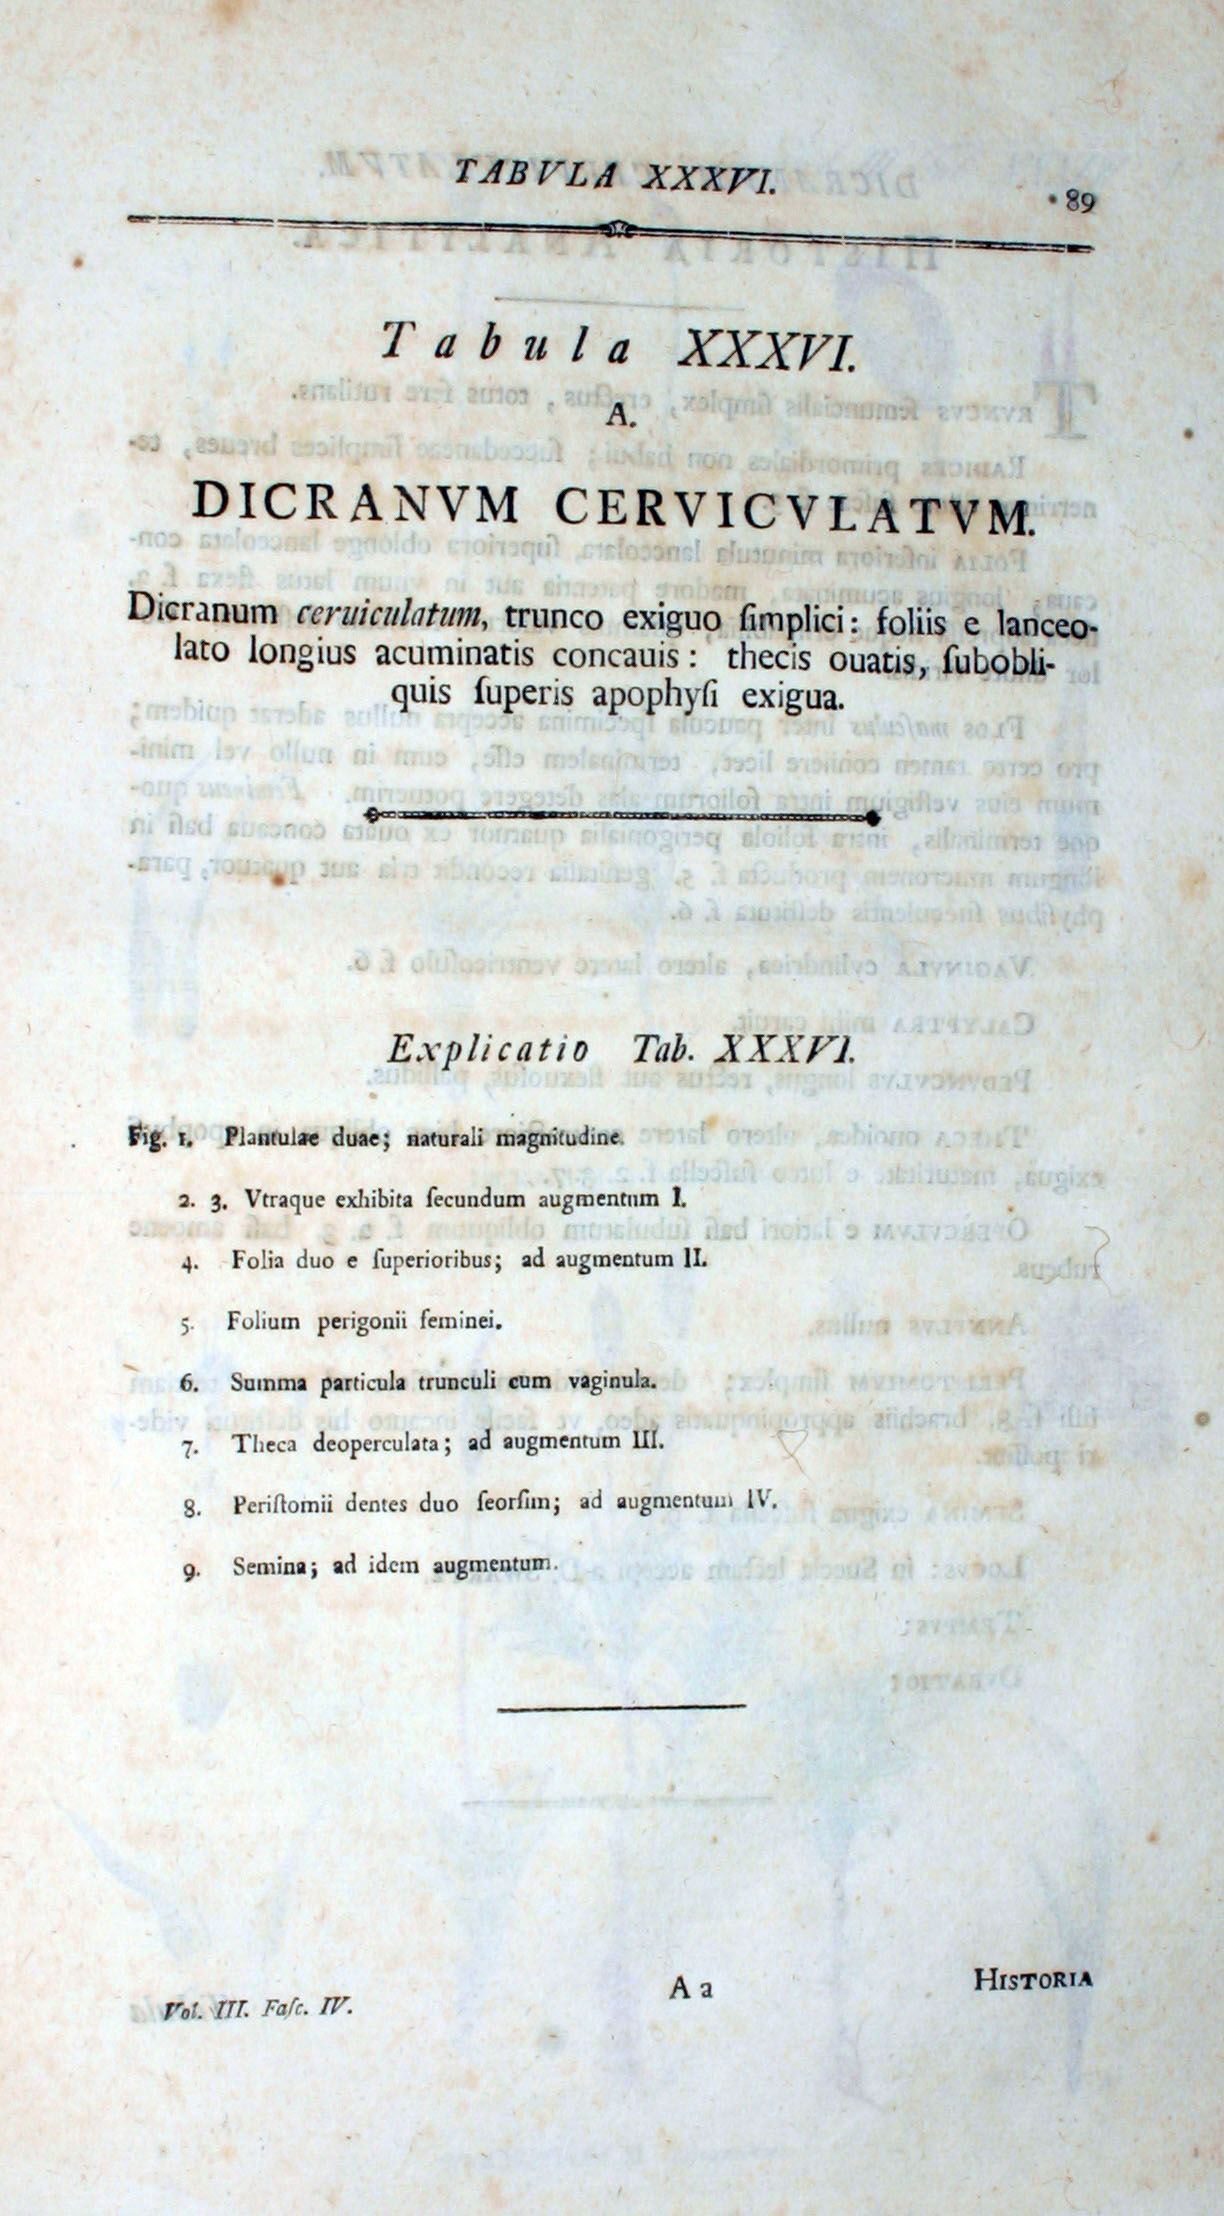 TABVLA XXXVI.
89
Tabula XXXVI.
A.
DICRANVM CERVICVLATVM.
Dicranum ceruiculatum, trunco exiguo ſimplici: foliis e lanceo-
lato longius acuminatis concauis: thecis ouatis, ſubobli-
quis ſuperis apophyſi exigua.
Explicatio Tab. XXXVI.
Fig. 1. Plantulae duae; naturali magnitudine.
2. 3. Vtraque exhibita ſecundum augmentum I.
4. Folia duo e ſuperioribus; ad augmentum II.
5. Folium perigonii feminei.
6. Summa particula trunculi cum vaginula.
7. Theca deoperculata; ad augmentum III.
8. Periſtomii dentes duo ſeorſim; ad augmentum IV.
9. Semina; ad idem augmentum.
Vol. III. Faſc. IV.
A a
HISTORIA